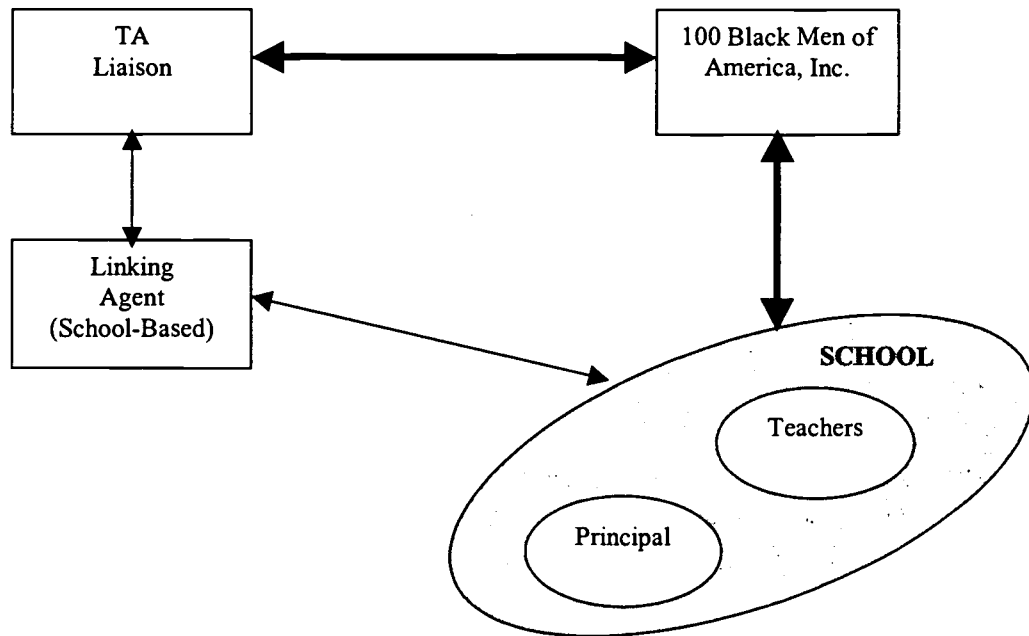 TA
Liaison
100 Black Men of
America, Inc.
Linking
Agent
(School-Based)
SCHOOL
Teachers
Principal